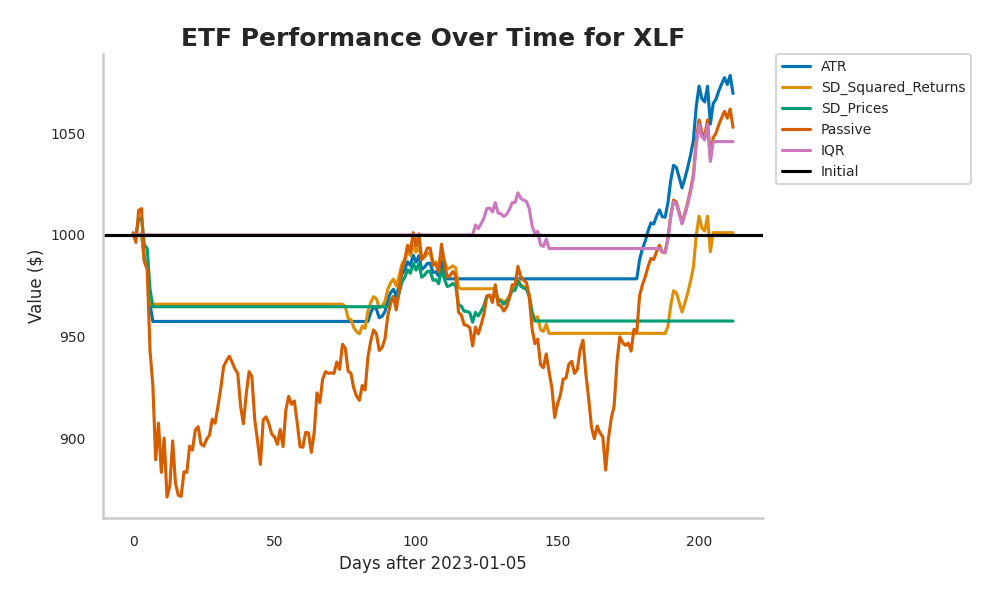 ETF Performance Over Time for XLF
ATR
SD_Squared_Returns
SD_Prices
Passive
IQR
Initial
Value ($)
1050
1000
950
900
0 50 100 150 200
Days after 2023-01-05